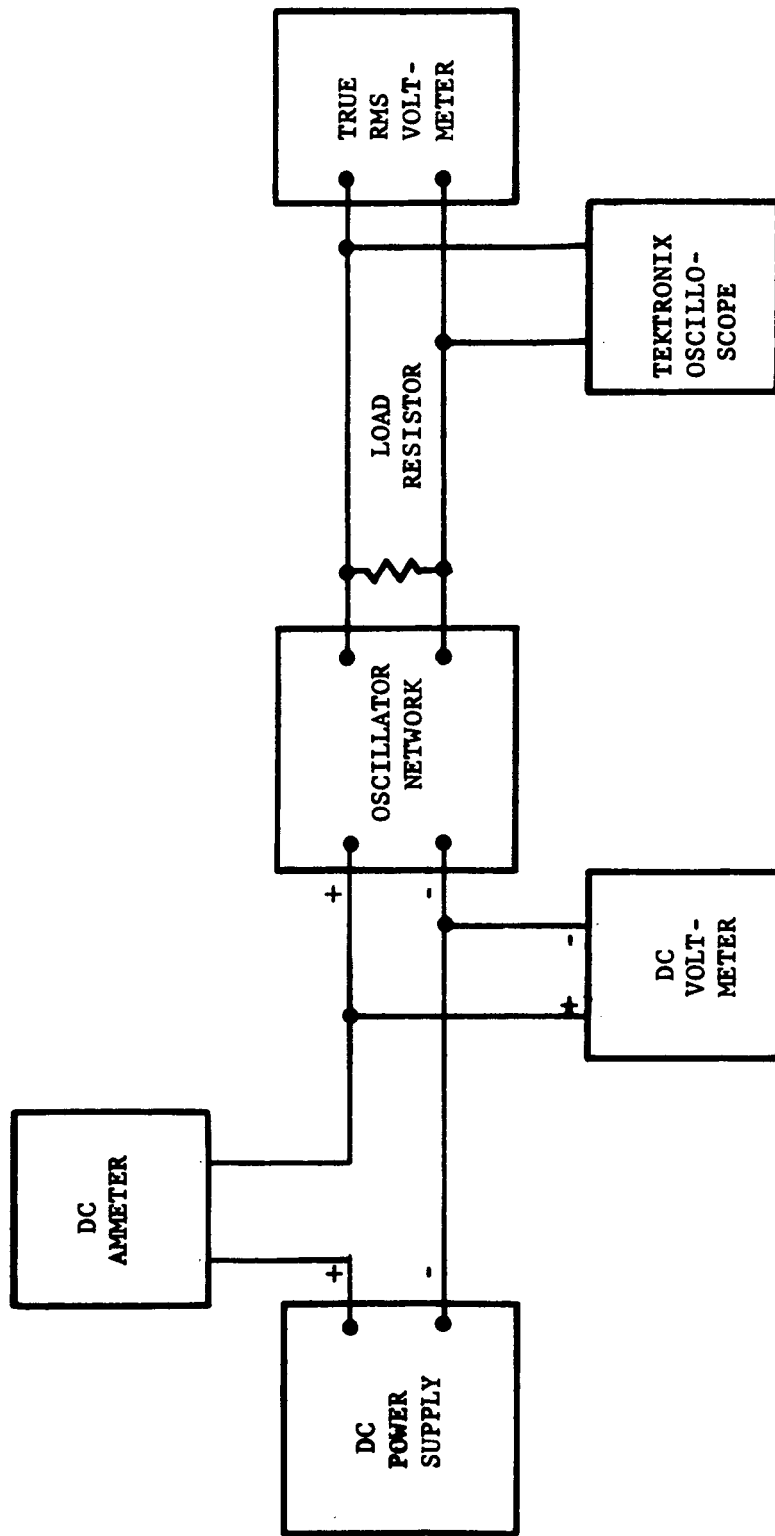 DC
AMMETER
TRUE
RMS
VOLT-
METER
+
-
+
-
DC
POWER
SUPPLY
OSCILLATOR
NETWORK
LOAD
RESISTOR
+
-
DC
VOLT-
METER
TEKTRONIX
OSCILLO-
SCOPE